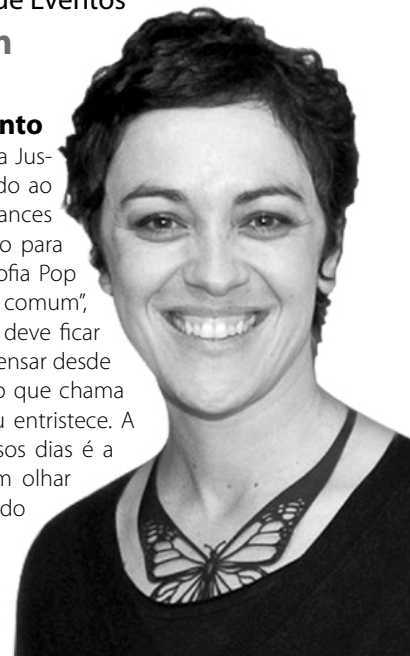 de Eventos
nto
a Jus-
do ao
ances
o para
ofia Pop
comum",
deve ficar
ensar desde
o que chama
u entristece. A
sos dias é a
m olhar
do